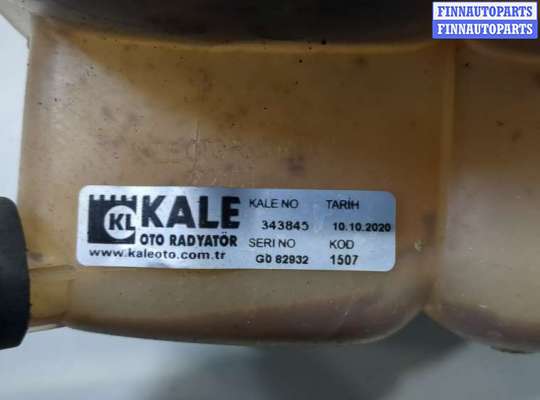 FINNAUTOPARTS
FINNAUTOPARTS
KL KALE
OTO RADYATÖR
www.kaleoto.com.tr
KALE NO TARİH
343845 10.10.2020
SERI NO KOD
G0 82932 1507